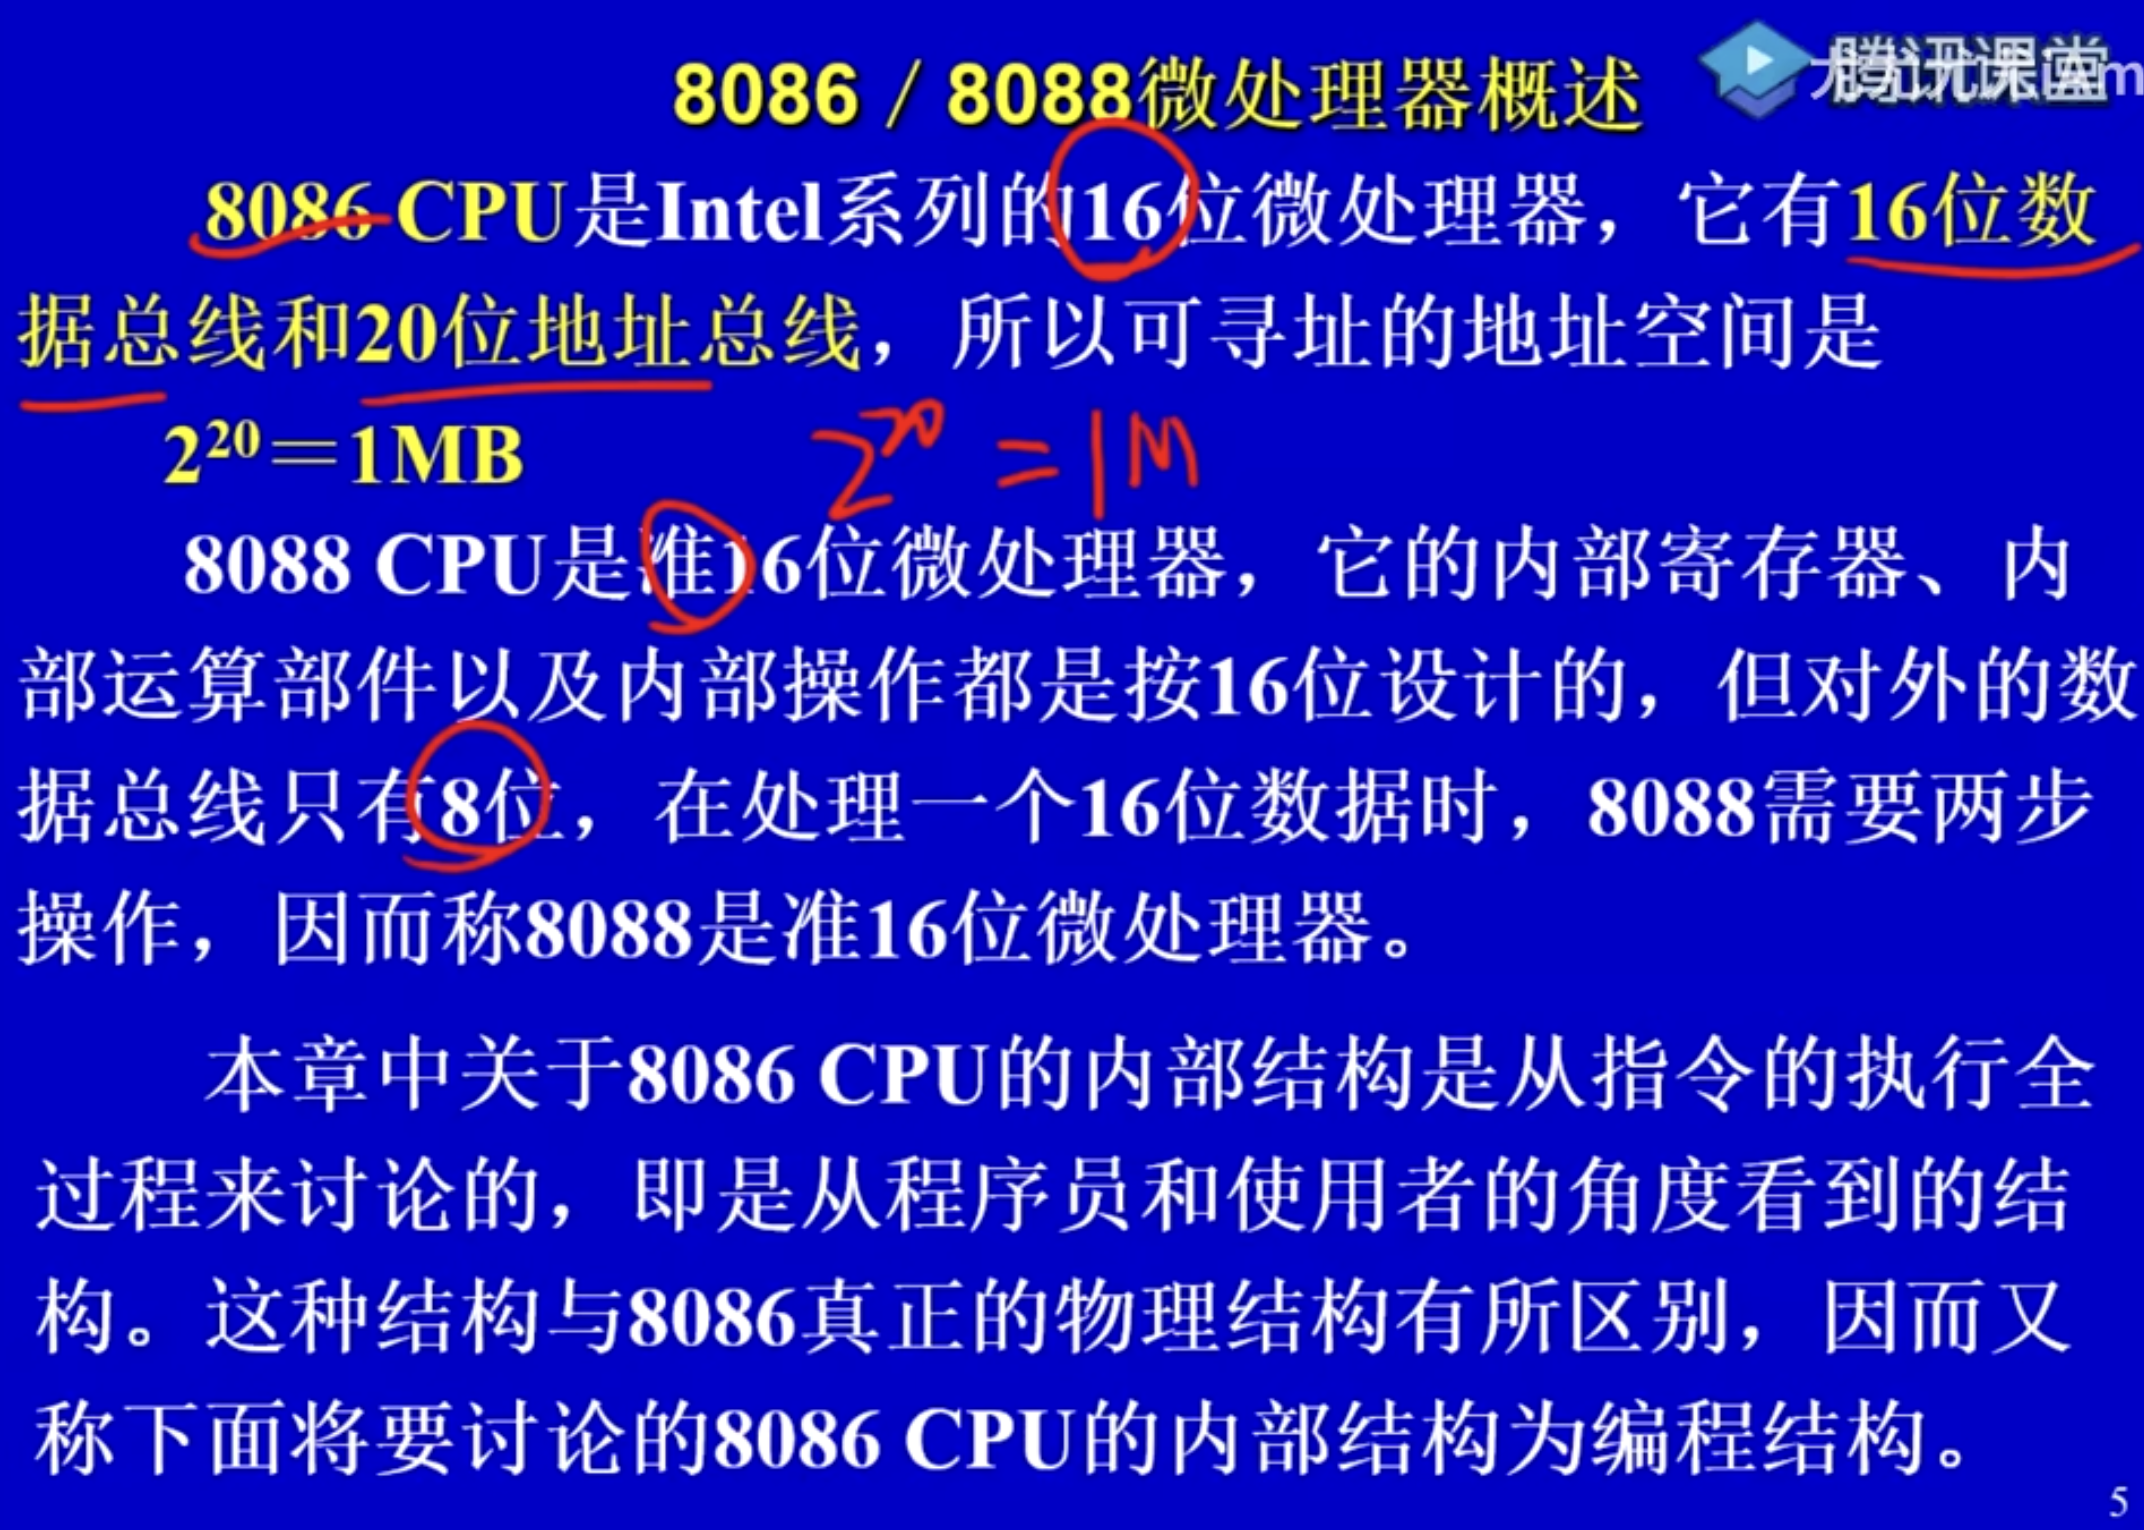 8086／8088微处理器概述
腾讯课堂
8086 CPU是Intel系列的16位微处理器，它有16位数
据总线和20位地址总线，所以可寻址的地址空间是
2²⁰＝1MB
2²⁰=1M
8088 CPU是准16位微处理器，它的内部寄存器、内
部运算部件以及内部操作都是按16位设计的，但对外的数
据总线只有8位，在处理一个16位数据时，8088需要两步
操作，因而称8088是准16位微处理器。
本章中关于8086 CPU的内部结构是从指令的执行全
过程来讨论的，即是从程序员和使用者的角度看到的结
构。这种结构与8086真正的物理结构有所区别，因而又
称下面将要讨论的8086 CPU的内部结构为编程结构。
5